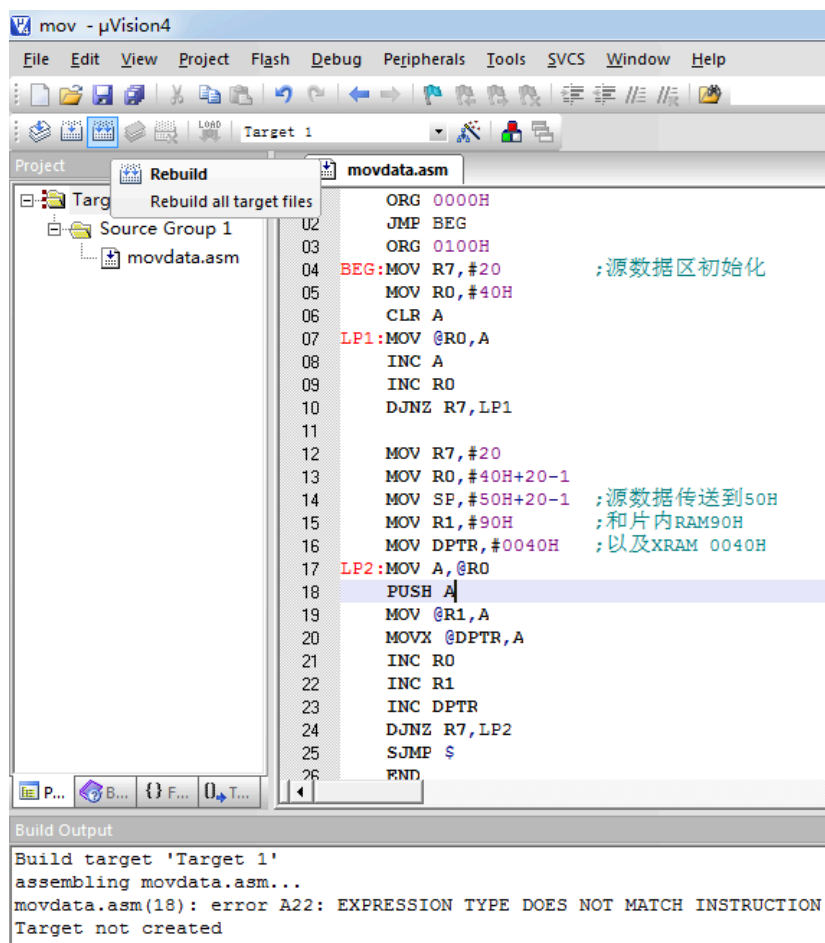 mov - µVision4
File Edit View Project Flash Debug Peripherals Tools SVCS Window Help
LOAD Target 1
Project
Rebuild
Rebuild all target files
movdata.asm
Targ
Source Group 1
movdata.asm
ORG 0000H
02 JMP BEG
03 ORG 0100H
04 BEG:MOV R7,#20 ;源数据区初始化
05 MOV R0,#40H
06 CLR A
07 LP1:MOV @R0,A
08 INC A
09 INC R0
10 DJNZ R7,LP1
11
12 MOV R7,#20
13 MOV R0,#40H+20-1
14 MOV SP,#50H+20-1 ;源数据传送到50H
15 MOV R1,#90H ;和片内RAM90H
16 MOV DPTR,#0040H ;以及XRAM 0040H
17 LP2:MOV A,@R0
18 PUSH A
19 MOV @R1,A
20 MOVX @DPTR,A
21 INC R0
22 INC R1
23 INC DPTR
24 DJNZ R7,LP2
25 SJMP $
26 END
P... B... {} F... 0 T...
Build Output
Build target 'Target 1'
assembling movdata.asm...
movdata.asm(18): error A22: EXPRESSION TYPE DOES NOT MATCH INSTRUCTION
Target not created